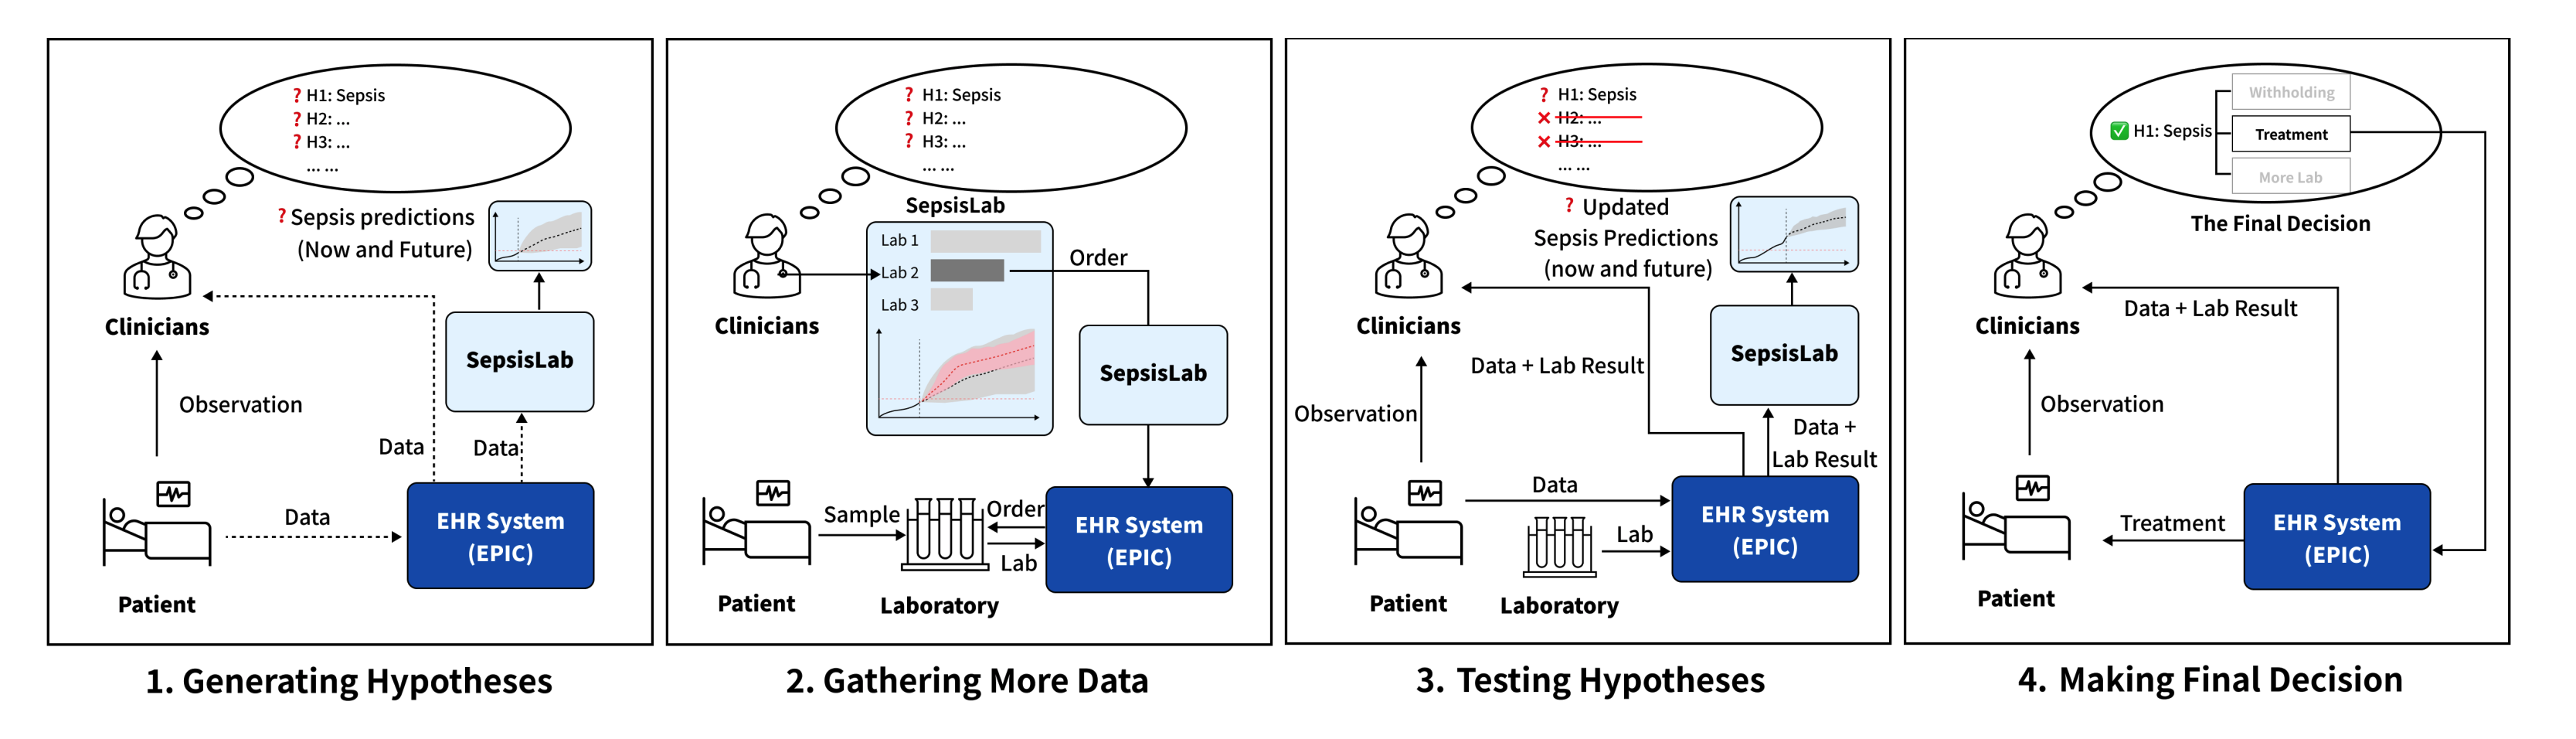 ? H1: Sepsis
? H2: ...
? H3: ...
... ...
? Sepsis predictions
(Now and Future)
Clinicians
SepsisLab
Observation
Data
Data
Data
EHR System
(EPIC)
Patient
1. Generating Hypotheses
? H1: Sepsis
? H2: ...
? H3: ...
... ...
SepsisLab
Lab 1
Lab 2
Lab 3
Order
Clinicians
SepsisLab
Sample
Order
Lab
EHR System
(EPIC)
Patient
Laboratory
2. Gathering More Data
? H1: Sepsis
× H2: ...
× H3: ...
... ...
? Updated
Sepsis Predictions
(now and future)
Clinicians
SepsisLab
Data + Lab Result
Observation
Data +
Lab Result
Data
Lab
EHR System
(EPIC)
Patient
Laboratory
3. Testing Hypotheses
Withholding
✅ H1: Sepsis
Treatment
More Lab
The Final Decision
Clinicians
Data + Lab Result
Observation
Treatment
EHR System
(EPIC)
Patient
4. Making Final Decision